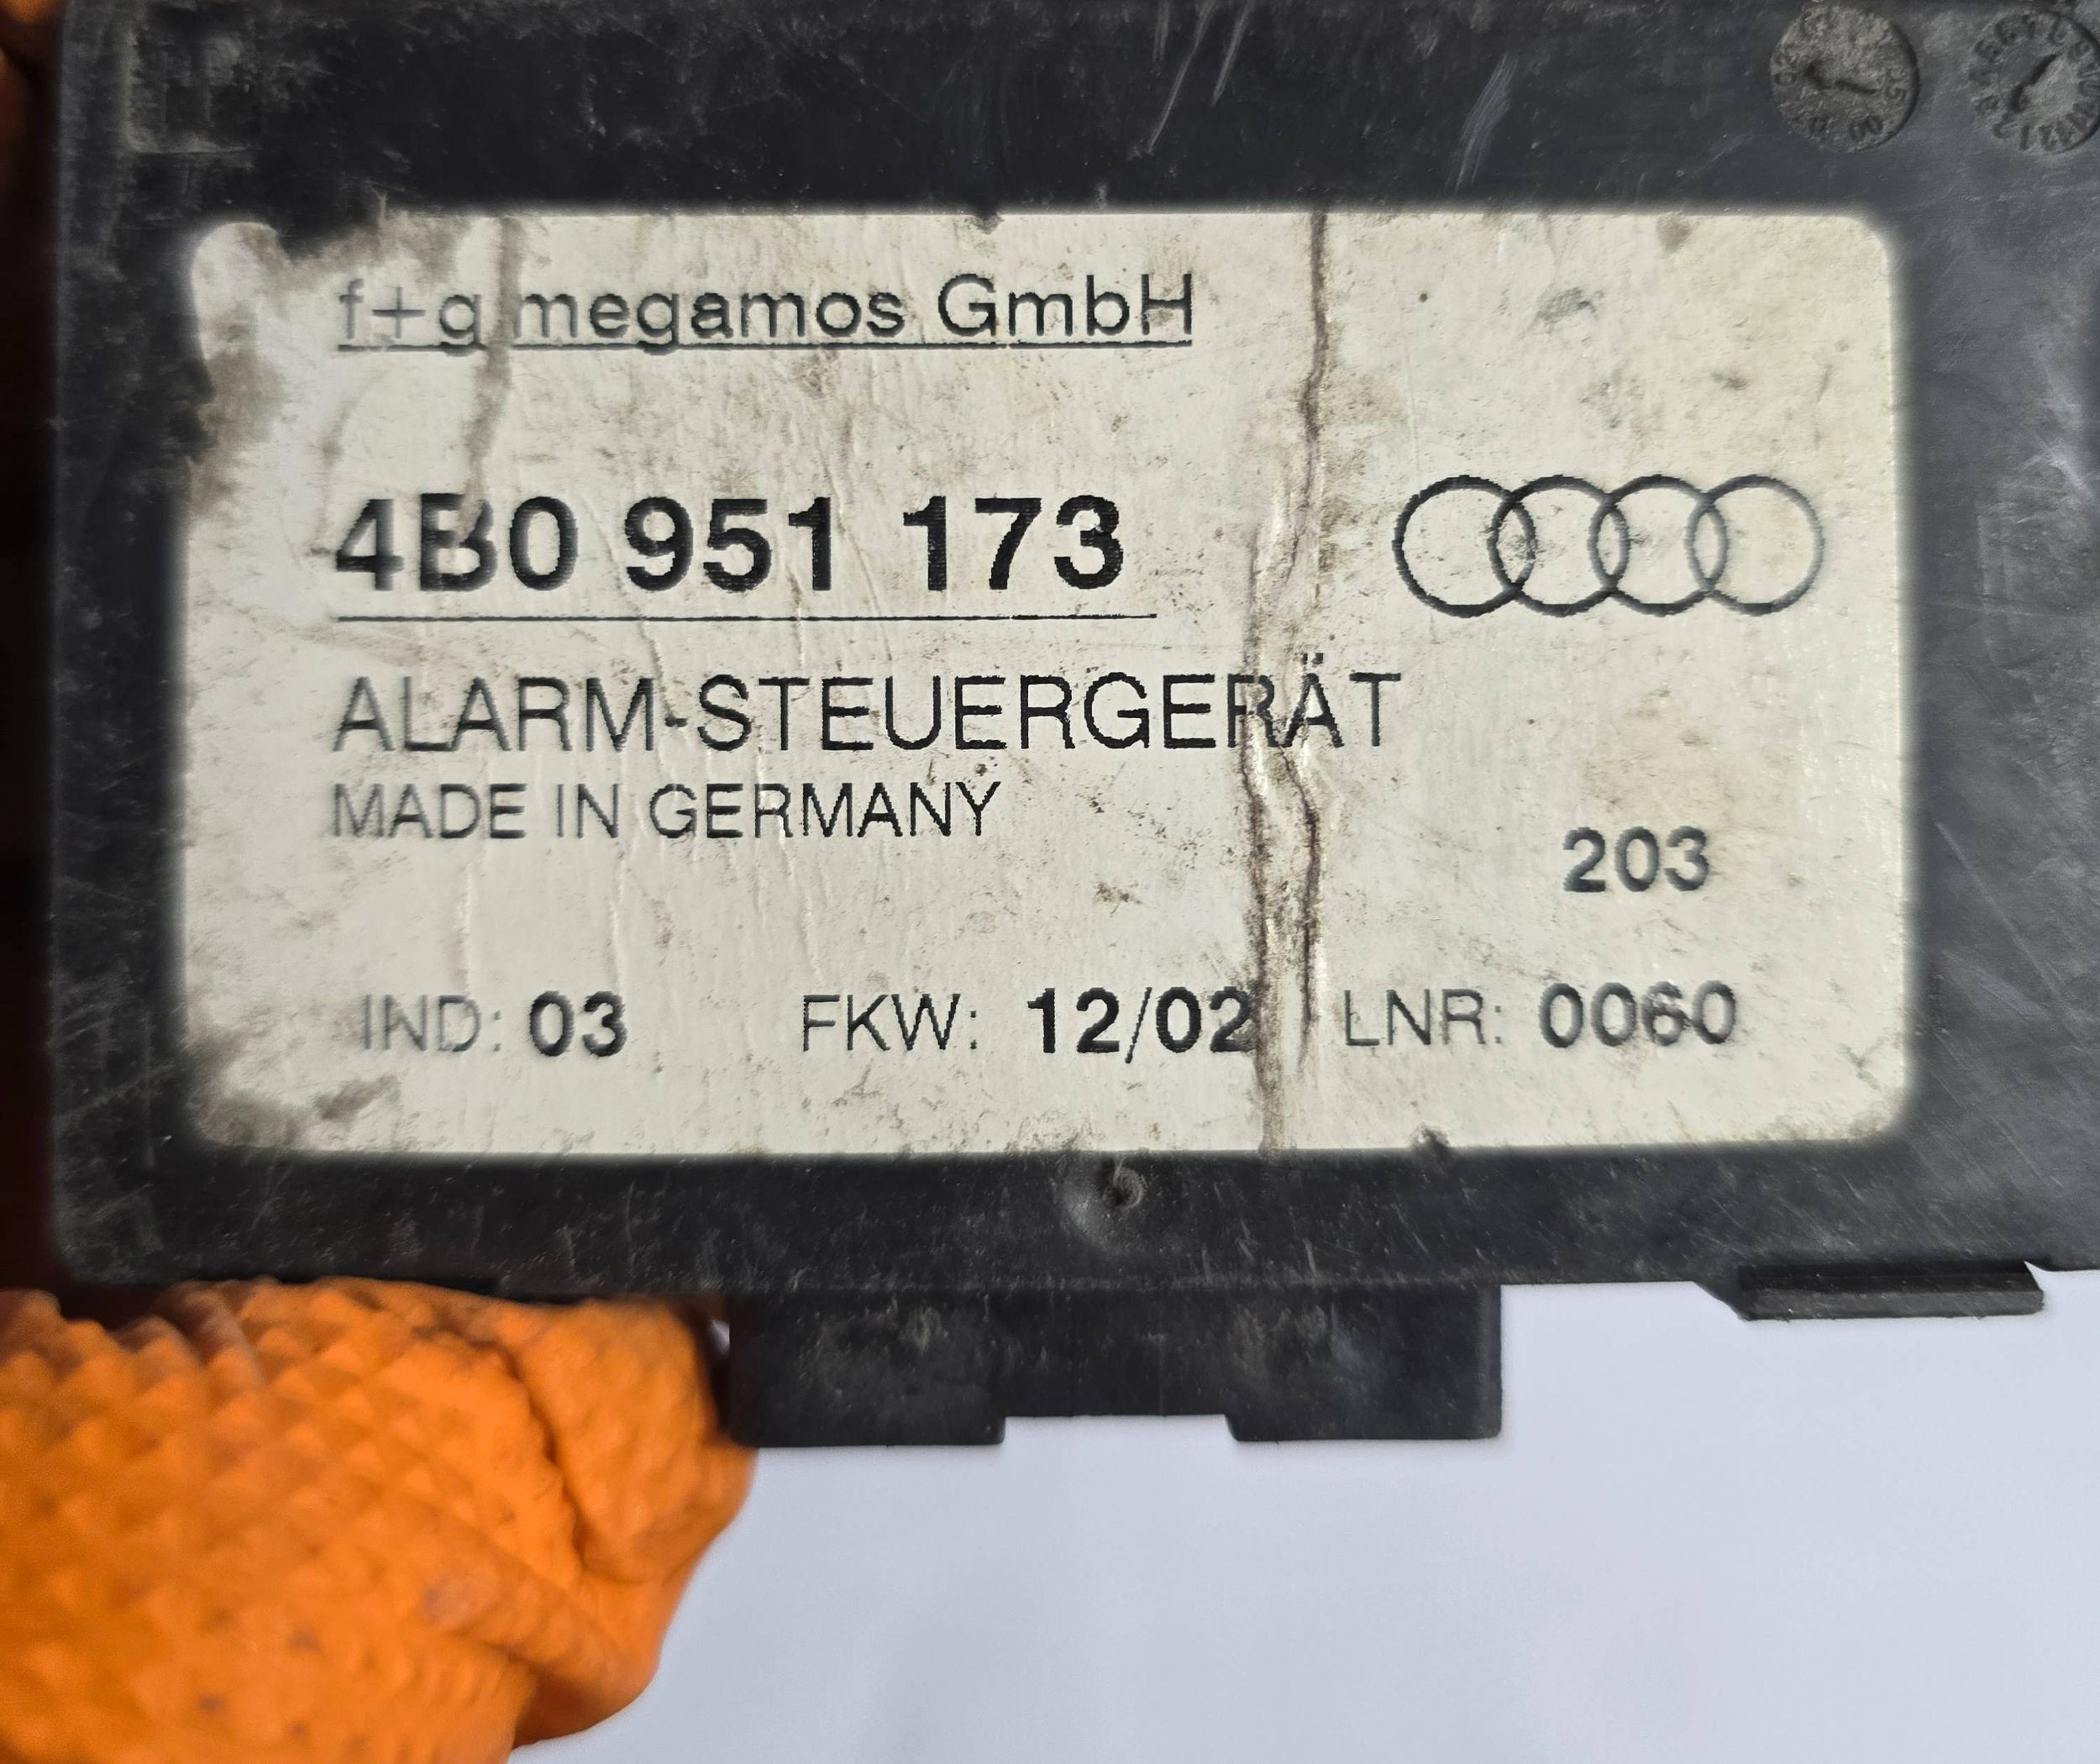 f+g megamos GmbH
4B0 951 173
ALARM-STEUERGERÄT
MADE IN GERMANY
203
IND: 03 FKW: 12/02 LNR: 0060